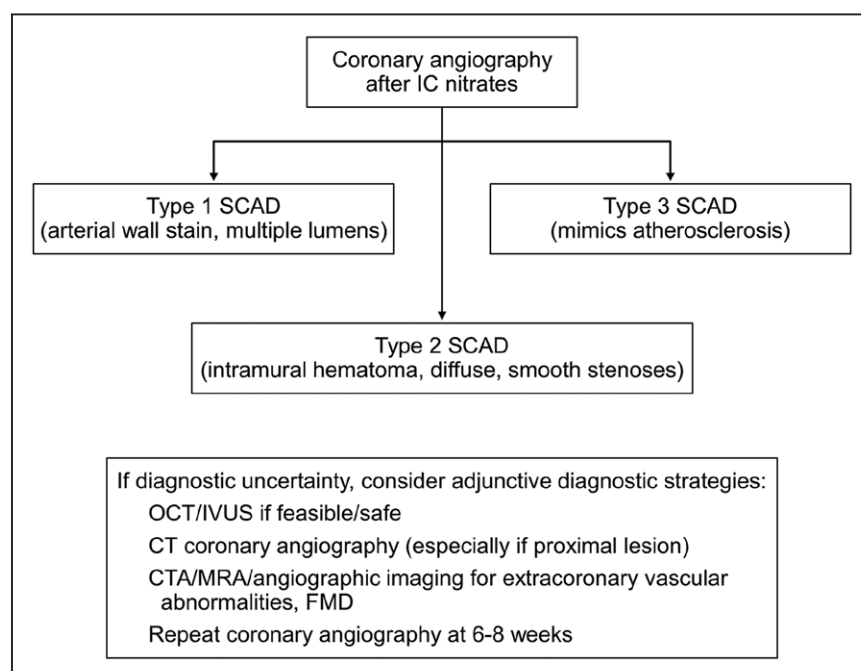 Coronary angiography
after IC nitrates
Type 1 SCAD
(arterial wall stain, multiple lumens)
Type 3 SCAD
(mimics atherosclerosis)
Type 2 SCAD
(intramural hematoma, diffuse, smooth stenoses)
If diagnostic uncertainty, consider adjunctive diagnostic strategies:
OCT/IVUS if feasible/safe
CT coronary angiography (especially if proximal lesion)
CTA/MRA/angiographic imaging for extracoronary vascular
abnormalities, FMD
Repeat coronary angiography at 6-8 weeks